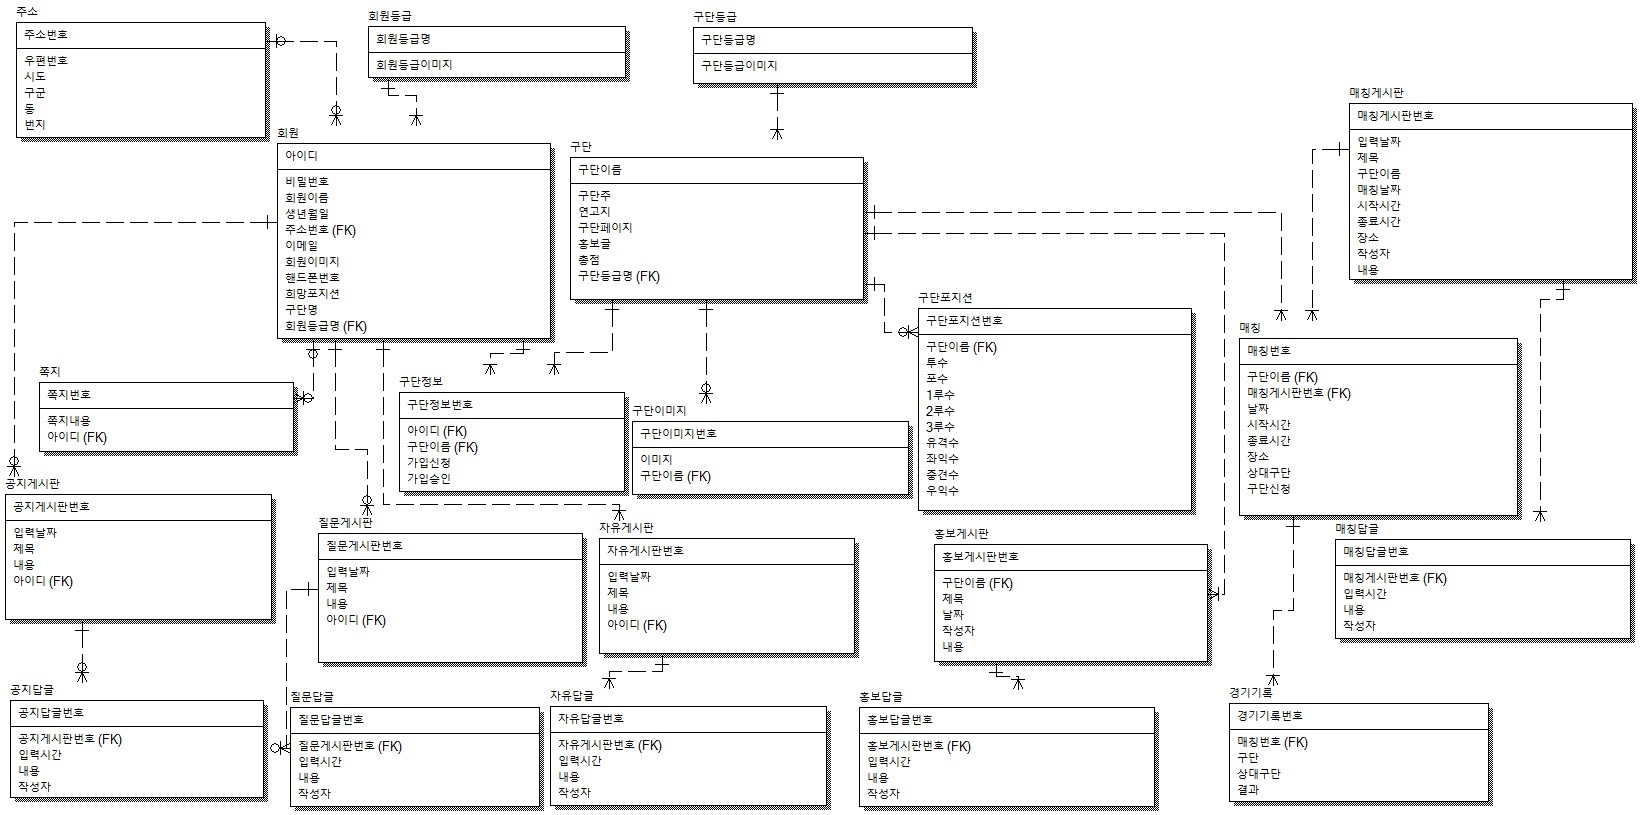 주소
주소번호
우편번호
시도
구군
동
번지
회원등급
회원등급명
회원등급이미지
구단등급
구단등급명
구단등급이미지
매칭게시판
매칭게시판번호
입력날짜
제목
구단이름
매칭날짜
시작시간
종료시간
장소
작성자
내용
회원
아이디
비밀번호
회원이름
생년월일
주소번호 (FK)
이메일
회원이미지
핸드폰번호
희망포지션
구단명
회원등급명 (FK)
구단
구단이름
구단주
연고지
구단페이지
홍보글
총점
구단등급명 (FK)
구단포지션
구단포지션번호
구단이름 (FK)
투수
포수
1루수
2루수
3루수
유격수
좌익수
중견수
우익수
매칭
매칭번호
구단이름 (FK)
매칭게시판번호 (FK)
날짜
시작시간
종료시간
장소
상대구단
구단신청
쪽지
쪽지번호
쪽지내용
아이디 (FK)
구단정보
구단정보번호
아이디 (FK)
구단이름 (FK)
가입신청
가입승인
구단이미지
구단이미지번호
이미지
구단이름 (FK)
공지게시판
공지게시판번호
입력날짜
제목
내용
아이디 (FK)
질문게시판
질문게시판번호
입력날짜
제목
내용
아이디 (FK)
자유게시판
자유게시판번호
입력날짜
제목
내용
아이디 (FK)
홍보게시판
홍보게시판번호
구단이름 (FK)
제목
날짜
작성자
내용
매칭답글
매칭답글번호
매칭게시판번호 (FK)
입력시간
내용
작성자
공지답글
공지답글번호
공지게시판번호 (FK)
입력시간
내용
작성자
질문답글
질문답글번호
질문게시판번호 (FK)
입력시간
내용
작성자
자유답글
자유답글번호
자유게시판번호 (FK)
입력시간
내용
작성자
홍보답글
홍보답글번호
홍보게시판번호 (FK)
입력시간
내용
작성자
경기기록
경기기록번호
매칭번호 (FK)
구단
상대구단
결과